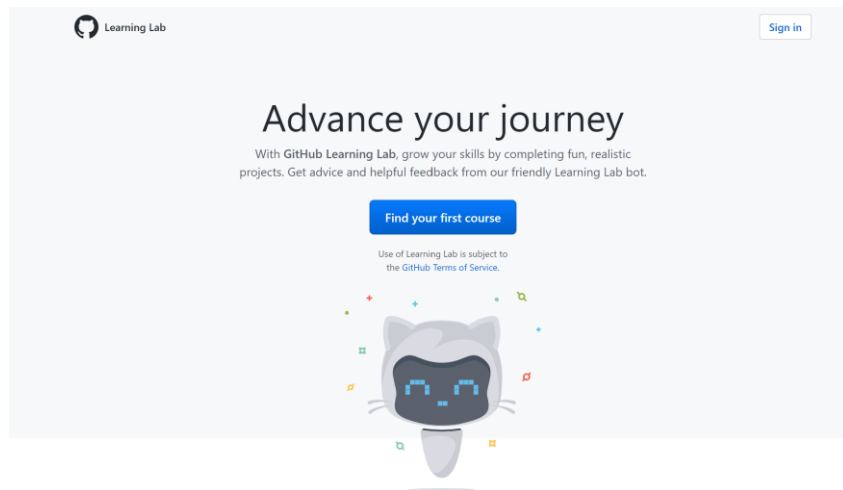 Learning Lab
Sign in
Advance your journey
With GitHub Learning Lab, grow your skills by completing fun, realistic
projects. Get advice and helpful feedback from our friendly Learning Lab bot.
Find your first course
Use of Learning Lab is subject to
the GitHub Terms of Service.